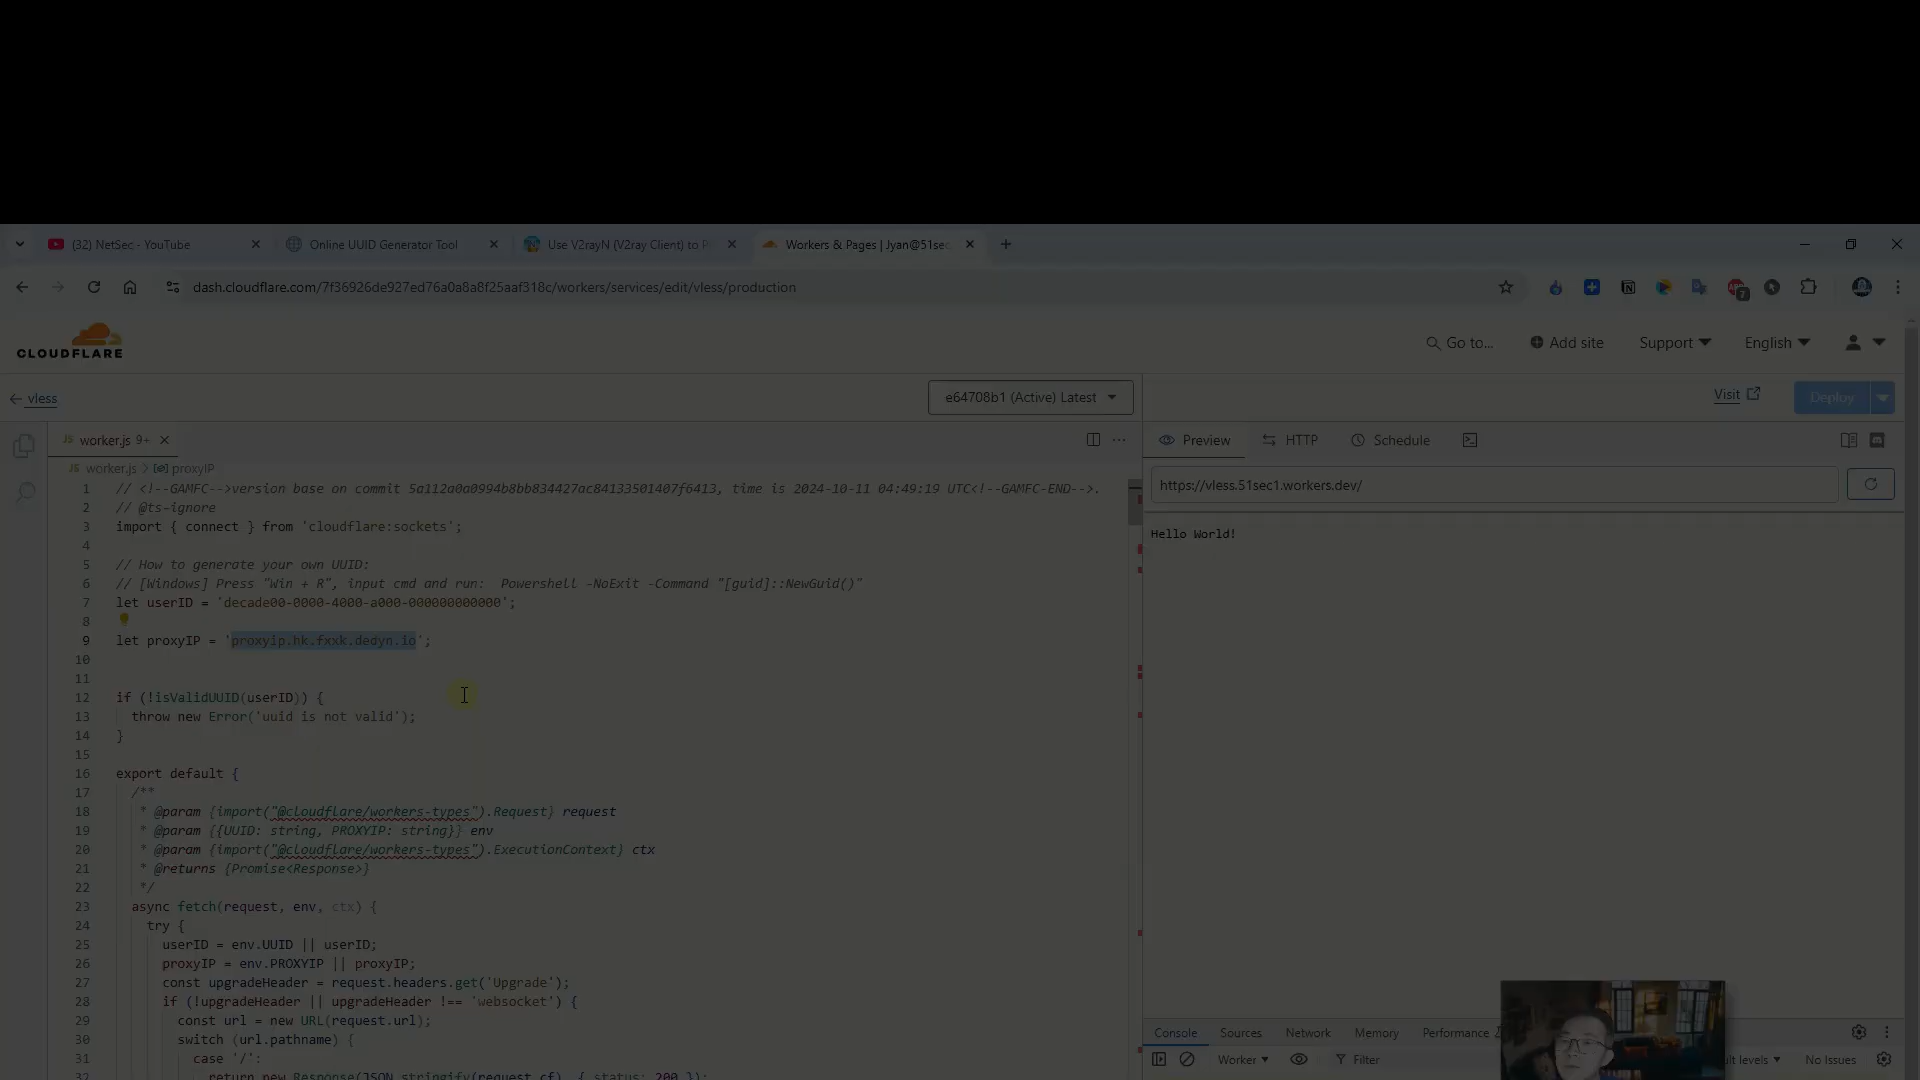 (32) NetSec - YouTube
Online UUID Generator Tool
Use V2rayN (V2ray Client) to P
Workers & Pages | Jyan@51sec
dash.cloudflare.com/7f36926de927ed76a0a8a8f25aaf318c/workers/services/edit/vless/production
7
CLOUDFLARE
Go to...
Add site
Support
English
vless
e64708b1 (Active) Latest
Visit
Deploy
JS worker.js 9+
Preview
HTTP
Schedule
JS worker.js > proxyIP
https://vless.51sec1.workers.dev/
Hello World!
1 // <!--GAMFC-->version base on commit 5a112a0a0994b8bb834427ac84133501407f6413, time is 2024-10-11 04:49:19 UTC<!--GAMFC-END-->.
2 // @ts-ignore
3 import { connect } from 'cloudflare:sockets';
4
5 // How to generate your own UUID:
6 // [Windows] Press "Win + R", input cmd and run:  Powershell -NoExit -Command "[guid]::NewGuid()"
7 let userID = 'decade00-0000-4000-a000-000000000000';
8
9 let proxyIP = 'proxyip.hk.fxxk.dedyn.io';
10
11
12 if (!isValidUUID(userID)) {
13 throw new Error('uuid is not valid');
14 }
15
16 export default {
17 /**
18 * @param {import("@cloudflare/workers-types").Request} request
19 * @param {{UUID: string, PROXYIP: string}} env
20 * @param {import("@cloudflare/workers-types").ExecutionContext} ctx
21 * @returns {Promise<Response>}
22 */
23 async fetch(request, env, ctx) {
24 try {
25 userID = env.UUID || userID;
26 proxyIP = env.PROXYIP || proxyIP;
27 const upgradeHeader = request.headers.get('Upgrade');
28 if (!upgradeHeader || upgradeHeader !== 'websocket') {
29 const url = new URL(request.url);
30 switch (url.pathname) {
31 case '/':
32 return new Response(JSON.stringify(request.cf), { status: 200 });
Console
Sources
Network
Memory
Performance
Worker
Filter
No Issues